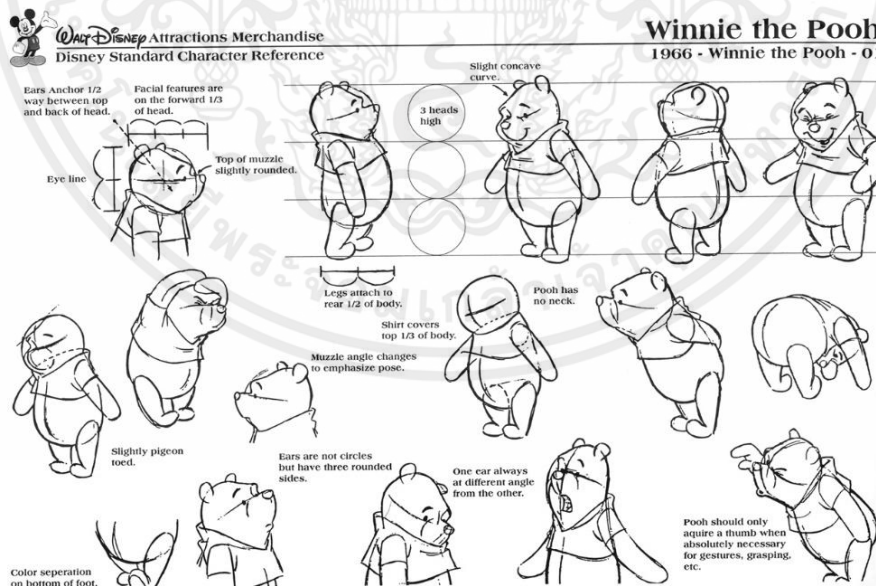 WALT DISNEY Attractions Merchandise
Disney Standard Character Reference
Winnie the Pooh
1966 - Winnie the Pooh - 01
Ears Anchor 1/2
way between top
and back of head.
Facial features are
on the forward 1/3
of head.
Eye line
Top of muzzle
slightly rounded.
3 heads
high
Slight concave
curve.
Legs attach to
rear 1/2 of body.
Shirt covers
top 1/3 of body.
Pooh has
no neck.
Muzzle angle changes
to emphasize pose.
Slightly pigeon
toed.
Ears are not circles
but have three rounded
sides.
One ear always
at different angle
from the other.
Pooh should only
aquire a thumb when
absolutely necessary
for gestures, grasping,
etc.
Color seperation
on bottom of foot.